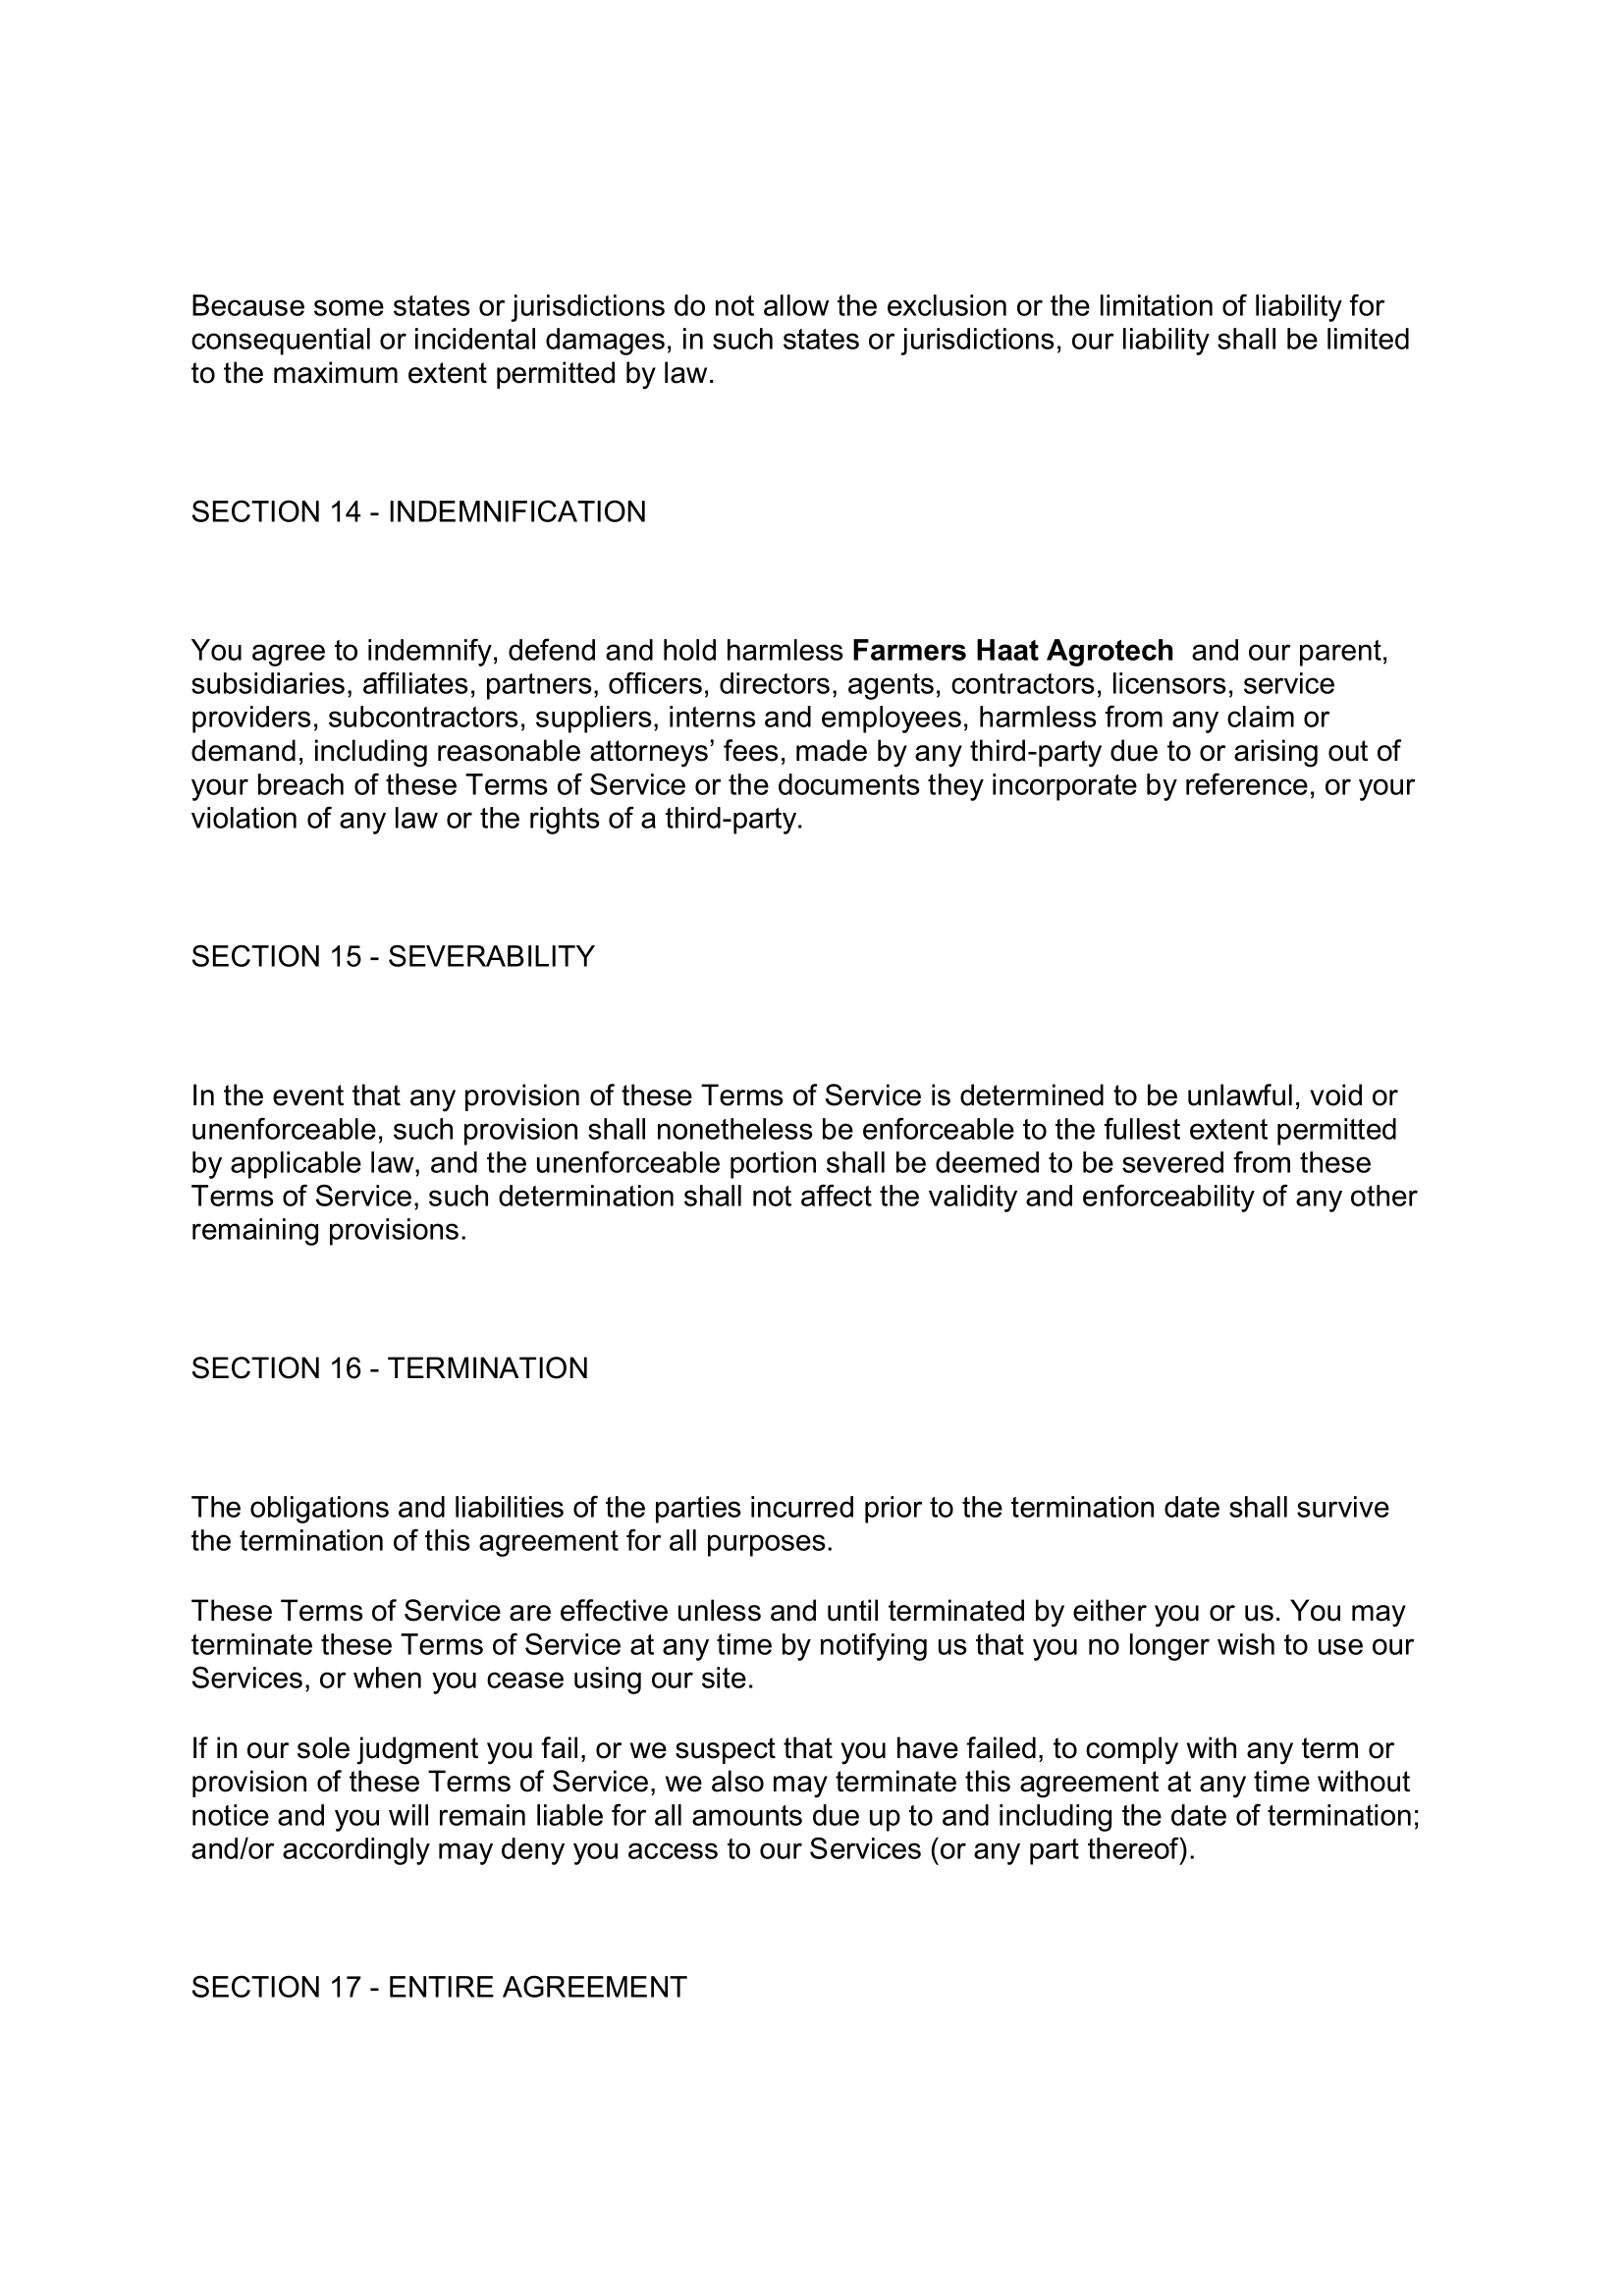 Because some states or jurisdictions do not allow the exclusion or the limitation of liability for
consequential or incidental damages, in such states or jurisdictions, our liability shall be limited
to the maximum extent permitted by law.
SECTION 14 - INDEMNIFICATION
You agree to indemnify, defend and hold harmless Farmers Haat Agrotech  and our parent,
subsidiaries, affiliates, partners, officers, directors, agents, contractors, licensors, service
providers, subcontractors, suppliers, interns and employees, harmless from any claim or
demand, including reasonable attorneys’ fees, made by any third-party due to or arising out of
your breach of these Terms of Service or the documents they incorporate by reference, or your
violation of any law or the rights of a third-party.
SECTION 15 - SEVERABILITY
In the event that any provision of these Terms of Service is determined to be unlawful, void or
unenforceable, such provision shall nonetheless be enforceable to the fullest extent permitted
by applicable law, and the unenforceable portion shall be deemed to be severed from these
Terms of Service, such determination shall not affect the validity and enforceability of any other
remaining provisions.
SECTION 16 - TERMINATION
The obligations and liabilities of the parties incurred prior to the termination date shall survive
the termination of this agreement for all purposes.
These Terms of Service are effective unless and until terminated by either you or us. You may
terminate these Terms of Service at any time by notifying us that you no longer wish to use our
Services, or when you cease using our site.
If in our sole judgment you fail, or we suspect that you have failed, to comply with any term or
provision of these Terms of Service, we also may terminate this agreement at any time without
notice and you will remain liable for all amounts due up to and including the date of termination;
and/or accordingly may deny you access to our Services (or any part thereof).
SECTION 17 - ENTIRE AGREEMENT